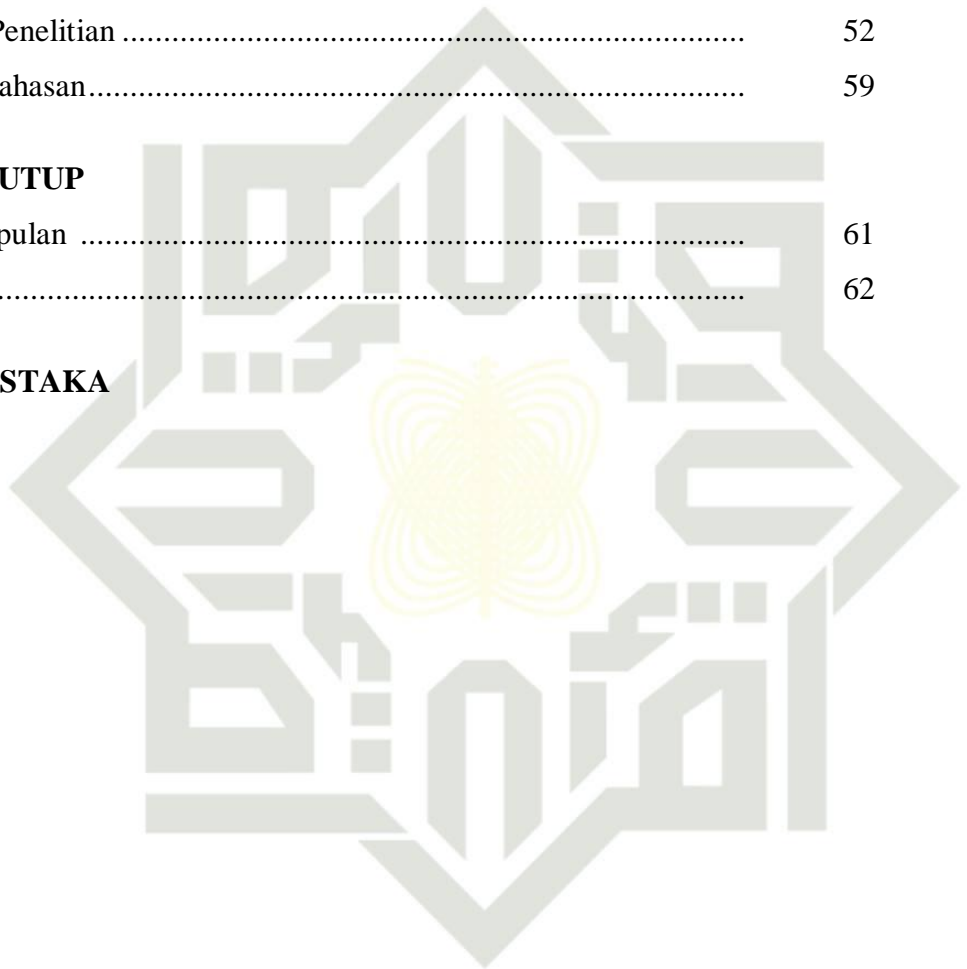 Penelitian ........................................................................ 52
ahasan............................................................................ 59
UTUP
pulan ............................................................................. 61
...................................................................................... 62
STAKA